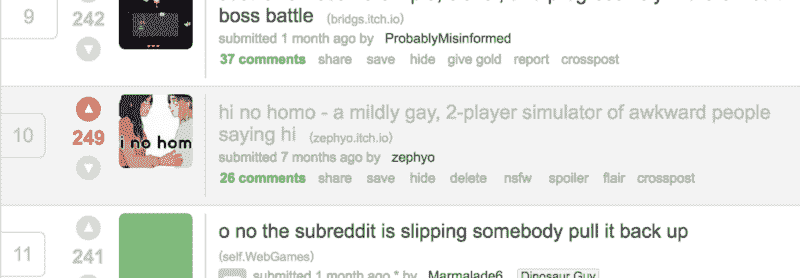 9
242
boss battle (bridgs.itch.io)
submitted 1 month ago by ProbablyMisinformed
37 comments share save hide give gold report crosspost
10
249
i no hom
hi no homo - a mildly gay, 2-player simulator of awkward people
saying hi (zephyo.itch.io)
submitted 7 months ago by zephyo
26 comments share save hide delete nsfw spoiler flair crosspost
11
241
o no the subreddit is slipping somebody pull it back up
(self.WebGames)
submitted 1 month ago * by Marmalade6 Dinosaur Guy